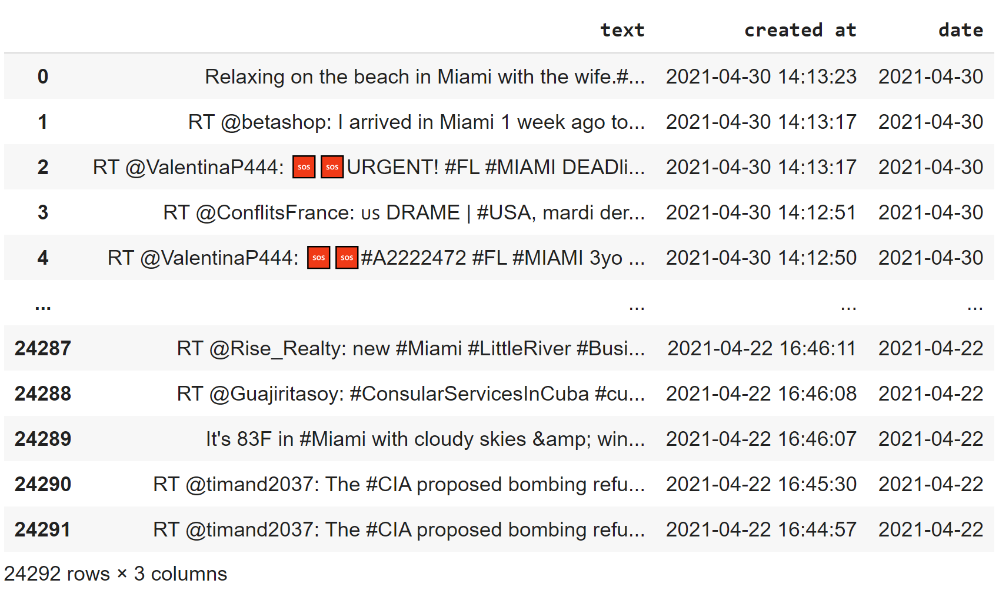 text created at date
0 Relaxing on the beach in Miami with the wife.#... 2021-04-30 14:13:23 2021-04-30
1 RT @betashop: I arrived in Miami 1 week ago to... 2021-04-30 14:13:17 2021-04-30
2 RT @ValentinaP444: 🆘🆘URGENT! #FL #MIAMI DEADli... 2021-04-30 14:13:17 2021-04-30
3 RT @ConflitsFrance: 🇺🇸 DRAME | #USA, mardi der... 2021-04-30 14:12:51 2021-04-30
4 RT @ValentinaP444: 🆘🆘#A2222472 #FL #MIAMI 3yo ... 2021-04-30 14:12:50 2021-04-30
... ... ... ...
24287 RT @Rise_Realty: new #Miami #LittleRiver #Busi... 2021-04-22 16:46:11 2021-04-22
24288 RT @Guajiritasoy: #ConsularServicesInCuba #cu... 2021-04-22 16:46:08 2021-04-22
24289 It's 83F in #Miami with cloudy skies &amp; win... 2021-04-22 16:46:07 2021-04-22
24290 RT @timand2037: The #CIA proposed bombing refu... 2021-04-22 16:45:30 2021-04-22
24291 RT @timand2037: The #CIA proposed bombing refu... 2021-04-22 16:44:57 2021-04-22
24292 rows × 3 columns